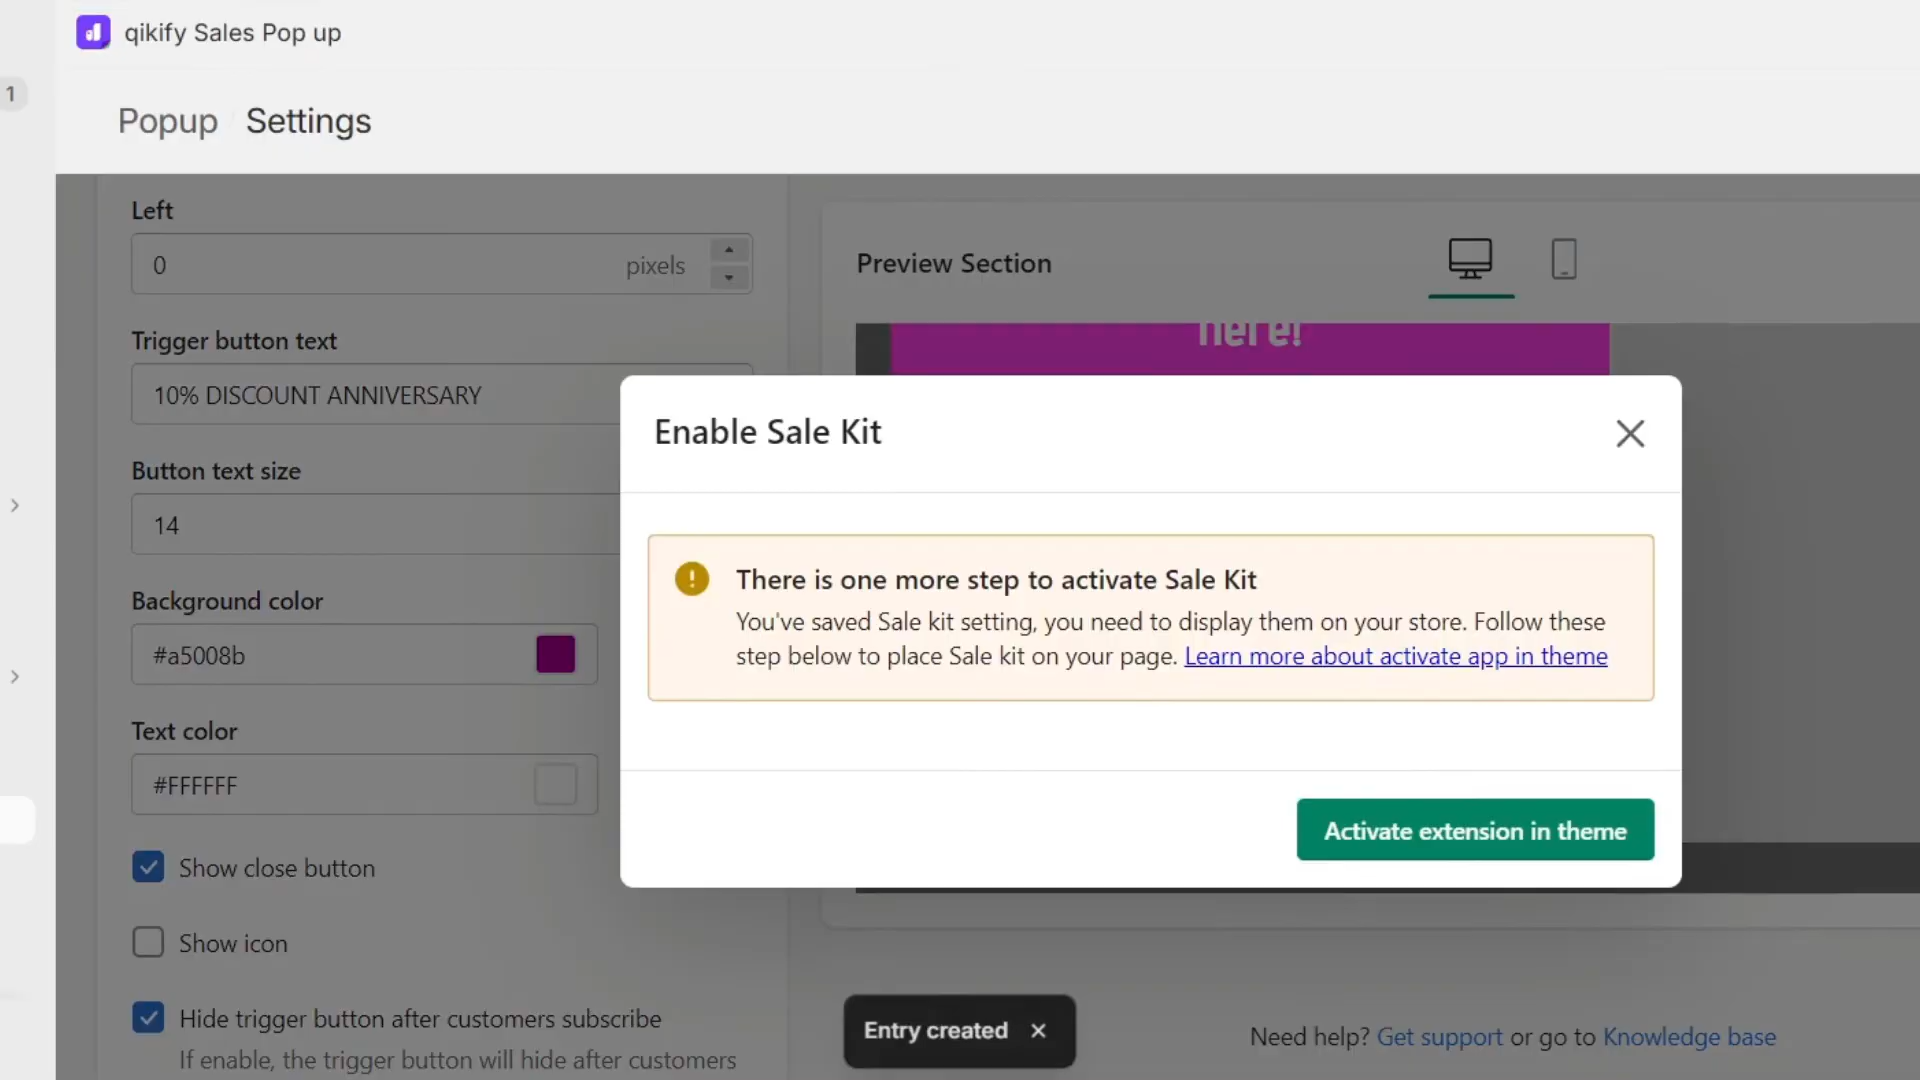 qikify Sales Pop up
1
Popup Settings
Left
0 pixels
Trigger button text
10% DISCOUNT ANNIVERSARY
Button text size
14
Background color
#a5008b
Text color
#FFFFFF
Show close button
Show icon
Hide trigger button after customers subscribe
If enable, the trigger button will hide after customers
Preview Section
here!
Enable Sale Kit
There is one more step to activate Sale Kit
You've saved Sale kit setting, you need to display them on your store. Follow these
step below to place Sale kit on your page. Learn more about activate app in theme
Activate extension in theme
Entry created
Need help? Get support or go to Knowledge base